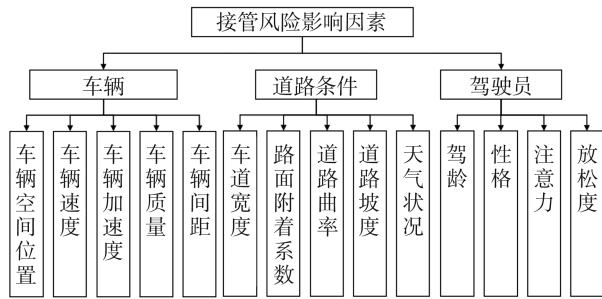 接管风险影响因素
车辆
道路条件
驾驶员
车辆空间位置
车辆速度
车辆加速度
车辆质量
车辆间距
车道宽度
路面附着系数
道路曲率
道路坡度
天气状况
驾龄
性格
注意力
放松度